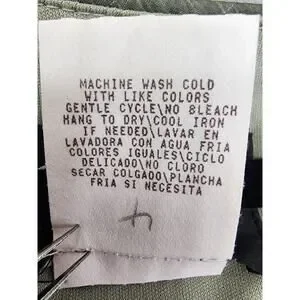 MACHINE WASH COLD
WITH LIKE COLORS
GENTLE CYCLE\NO BLEACH
HANG TO DRY\COOL IRON
IF NEEDED\LAVAR EN
LAVADORA CON AGUA FRIA
COLORES IGUALES\CICLO
DELICADO\NO CLORO
SECAR COLGADO\PLANCHA
FRIA SI NECESITA